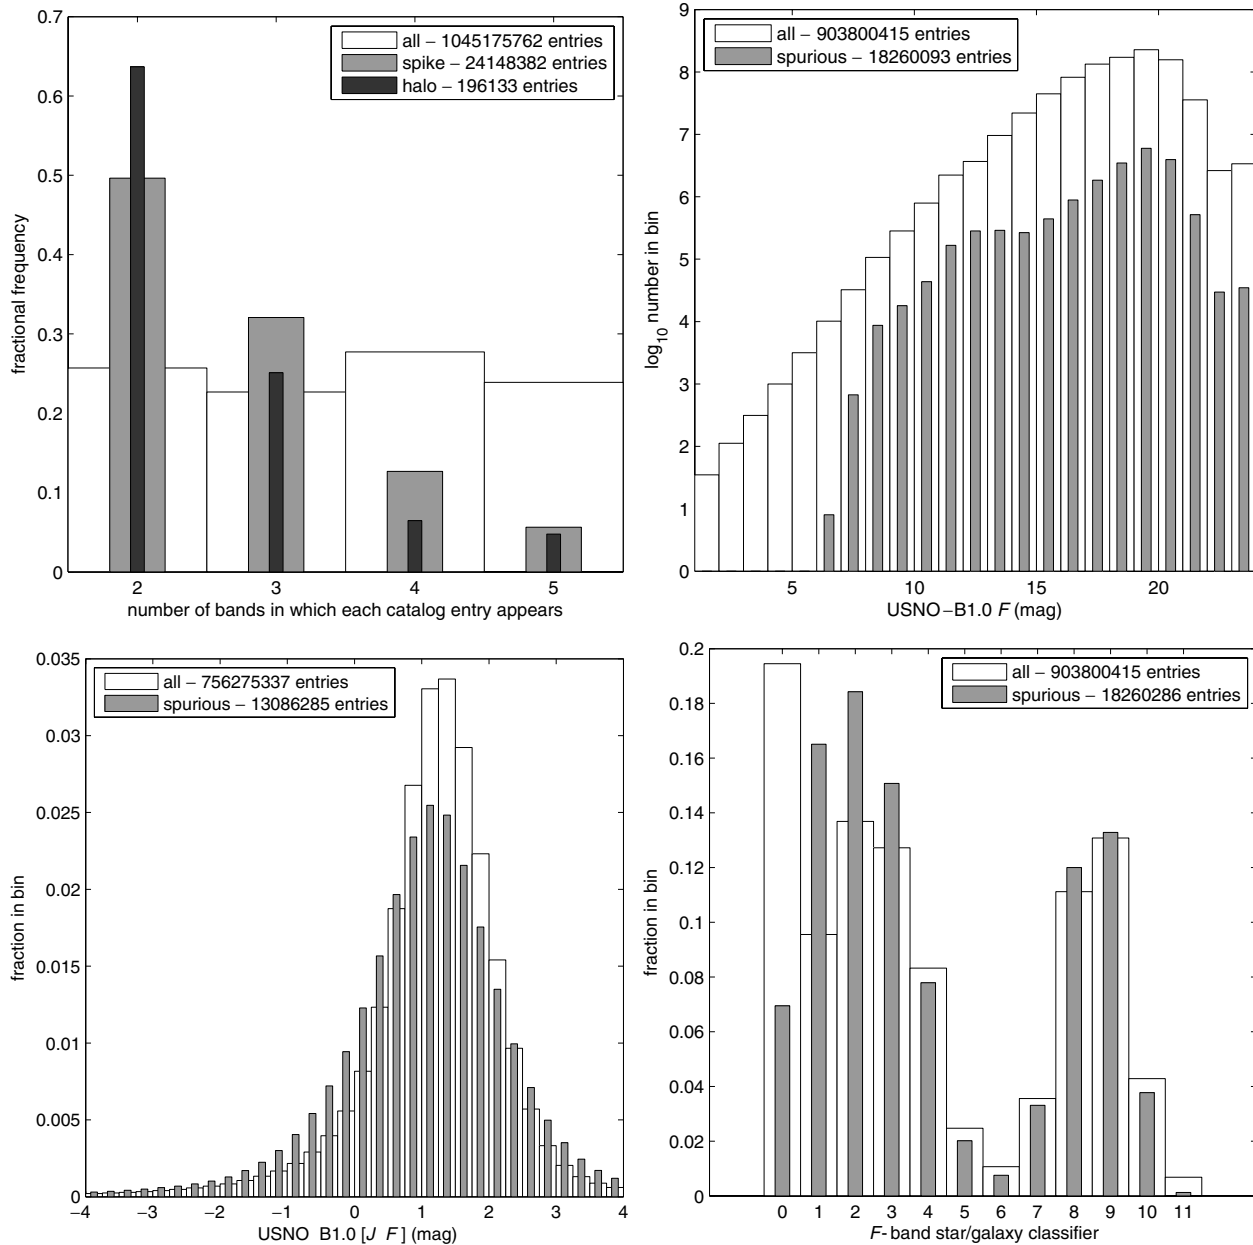 0.7
0.6
0.5
0.4
0.3
0.2
0.1
0
fractional frequency
all – 1045175762 entries
spike – 24148382 entries
halo – 196133 entries
2 3 4 5
number of bands in which each catalog entry appears
9
8
7
6
5
4
3
2
1
0
log10 number in bin
all – 903800415 entries
spurious – 18260093 entries
5 10 15 20
USNO–B1.0 F (mag)
0.035
0.03
0.025
0.02
0.015
0.01
0.005
0
fraction in bin
all – 756275337 entries
spurious – 13086285 entries
–4 –3 –2 –1 0 1 2 3 4
USNO B1.0 [J F] (mag)
0.2
0.18
0.16
0.14
0.12
0.1
0.08
0.06
0.04
0.02
0
fraction in bin
all – 903800415 entries
spurious – 18260286 entries
0 1 2 3 4 5 6 7 8 9 10 11
F- band star/galaxy classifier